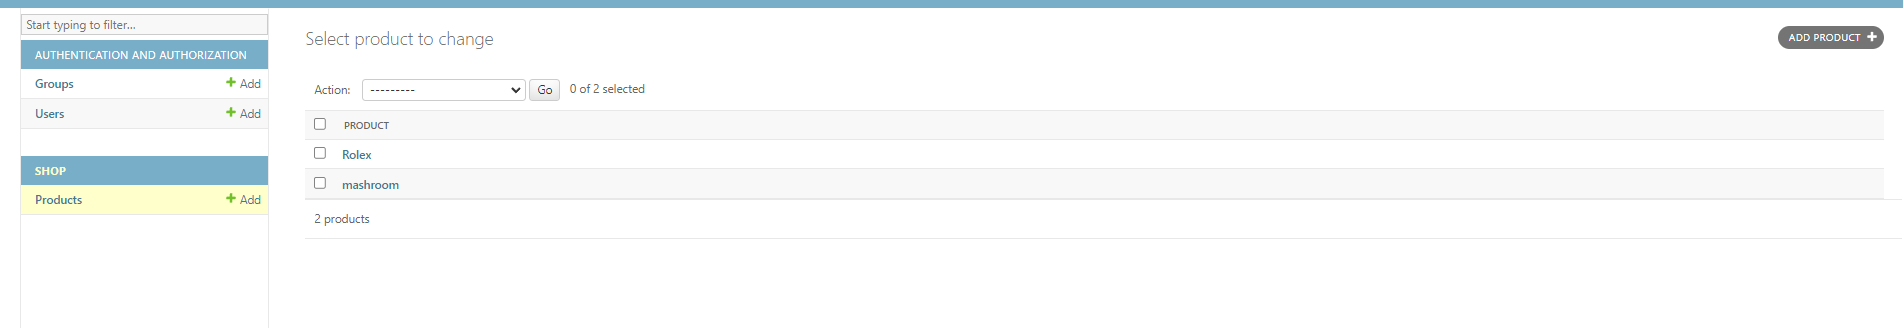 Start typing to filter...
AUTHENTICATION AND AUTHORIZATION
Groups + Add
Users + Add
SHOP
Products + Add
Select product to change
ADD PRODUCT +
Action: --------- Go 0 of 2 selected
PRODUCT
Rolex
mashroom
2 products